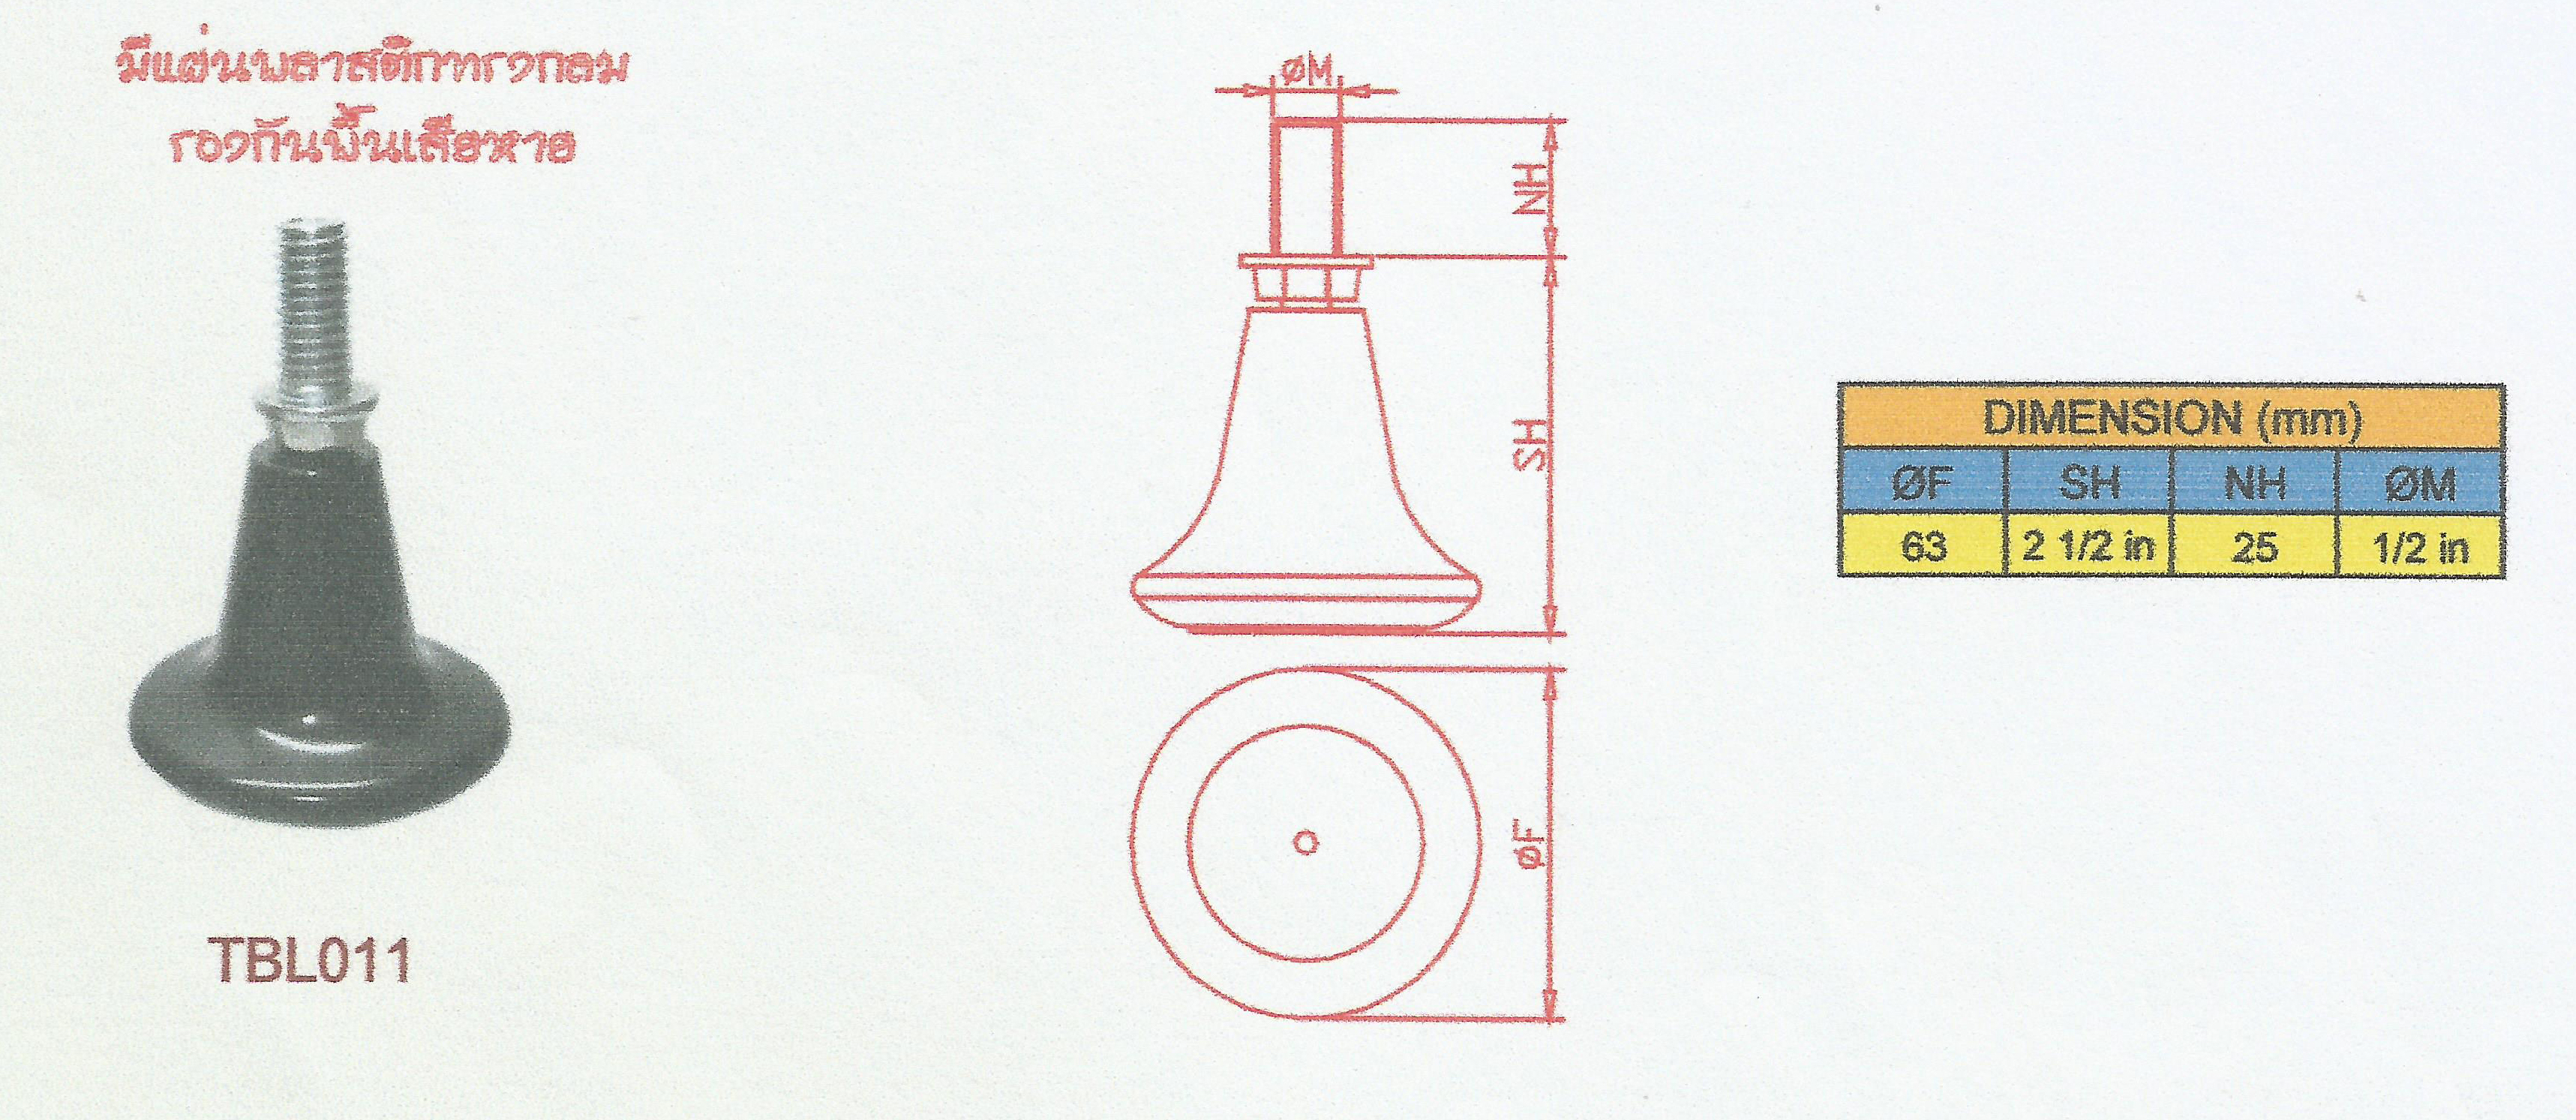 มีแผ่นพลาสติกทรงกลม
รองกันพื้นเสียหาย
TBL011
ØM
NH
SH
ØF
DIMENSION (mm)
ØF SH NH ØM
63 2 1/2 in 25 1/2 in